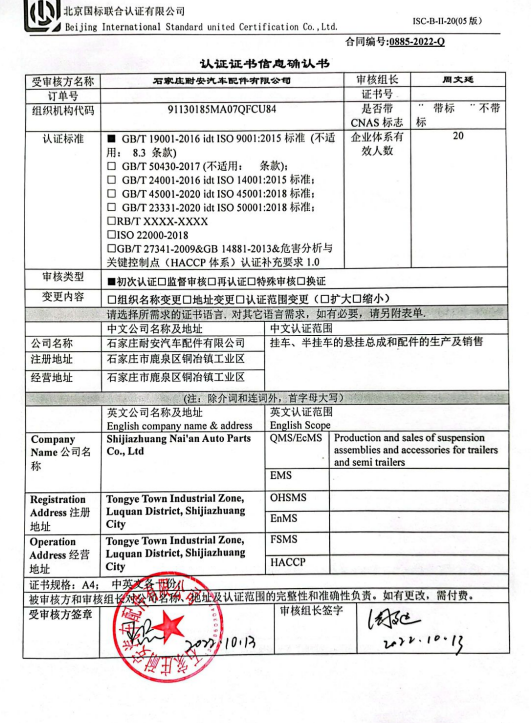 北京国标联合认证有限公司
Beijing International Standard united Certification Co., Ltd.
ISC-B-II-20(05 版)
合同编号:0885-2022-Q
认证证书信息确认书
受审核方名称 石家庄耐安汽车配件有限公司 审核组长 周文廷
订单号 证书号
组织机构代码 91130185MA07QFCU84 是否带 CNAS 标志 ¨ 带标 ¨不带标
认证标准 企业体系有效人数 20
■ GB/T 19001-2016 idt ISO 9001:2015 标准 (不适
用: 8.3 条款)
□ GB/T 50430-2017 (不适用: 条款);
□ GB/T 24001-2016 idt ISO 14001:2015 标准;
□ GB/T 45001-2020 idt ISO 45001:2018 标准;
□ GB/T 23331-2020 idt ISO 50001:2018 标准;
□RB/T XXXX-XXXX
□ISO 22000-2018
□GB/T 27341-2009&GB 14881-2013&危害分析与
关键控制点 (HACCP 体系) 认证补充要求 1.0
审核类型 ■初次认证□监督审核□再认证□特殊审核□换证
变更内容 □组织名称变更□地址变更□认证范围变更 (□扩大□缩小)
请选择所需求的证书语言. 对其它语言需求, 如有必要, 请另附表单.
中文公司名称及地址 中文认证范围
公司名称 石家庄耐安汽车配件有限公司 挂车、半挂车的悬挂总成和配件的生产及销售
注册地址 石家庄市鹿泉区铜冶镇工业区
经营地址 石家庄市鹿泉区铜冶镇工业区
(注: 除介词和连词外, 首字母大写)
英文公司名称及地址 英文认证范围
English company name & address English Scope
Company Name 公司名称
Shijiazhuang Nai'an Auto Parts
Co., Ltd
QMS/EcMS Production and sales of suspension
assemblies and accessories for trailers
and semi trailers
EMS
Registration Address 注册地址
Tongye Town Industrial Zone,
Luquan District, Shijiazhuang
City
OHSMS
EnMS
Operation Address 经营地址
Tongye Town Industrial Zone,
Luquan District, Shijiazhuang
City
FSMS
HACCP
证书规格: A4; 中英文各一份
被审核方和审核组长对公司名称、地址及认证范围的完整性和准确性负责。如有更改, 需付费。
受审核方签章 审核组长签字
2022.10.13
2022.10.13
石家庄耐安汽车配件有限公司